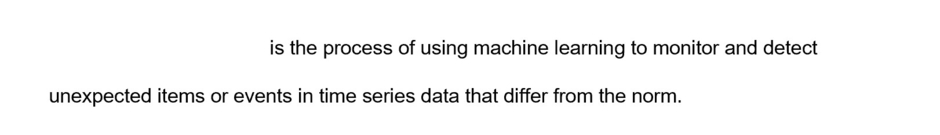 is the process of using machine learning to monitor and detect
unexpected items or events in time series data that differ from the norm.